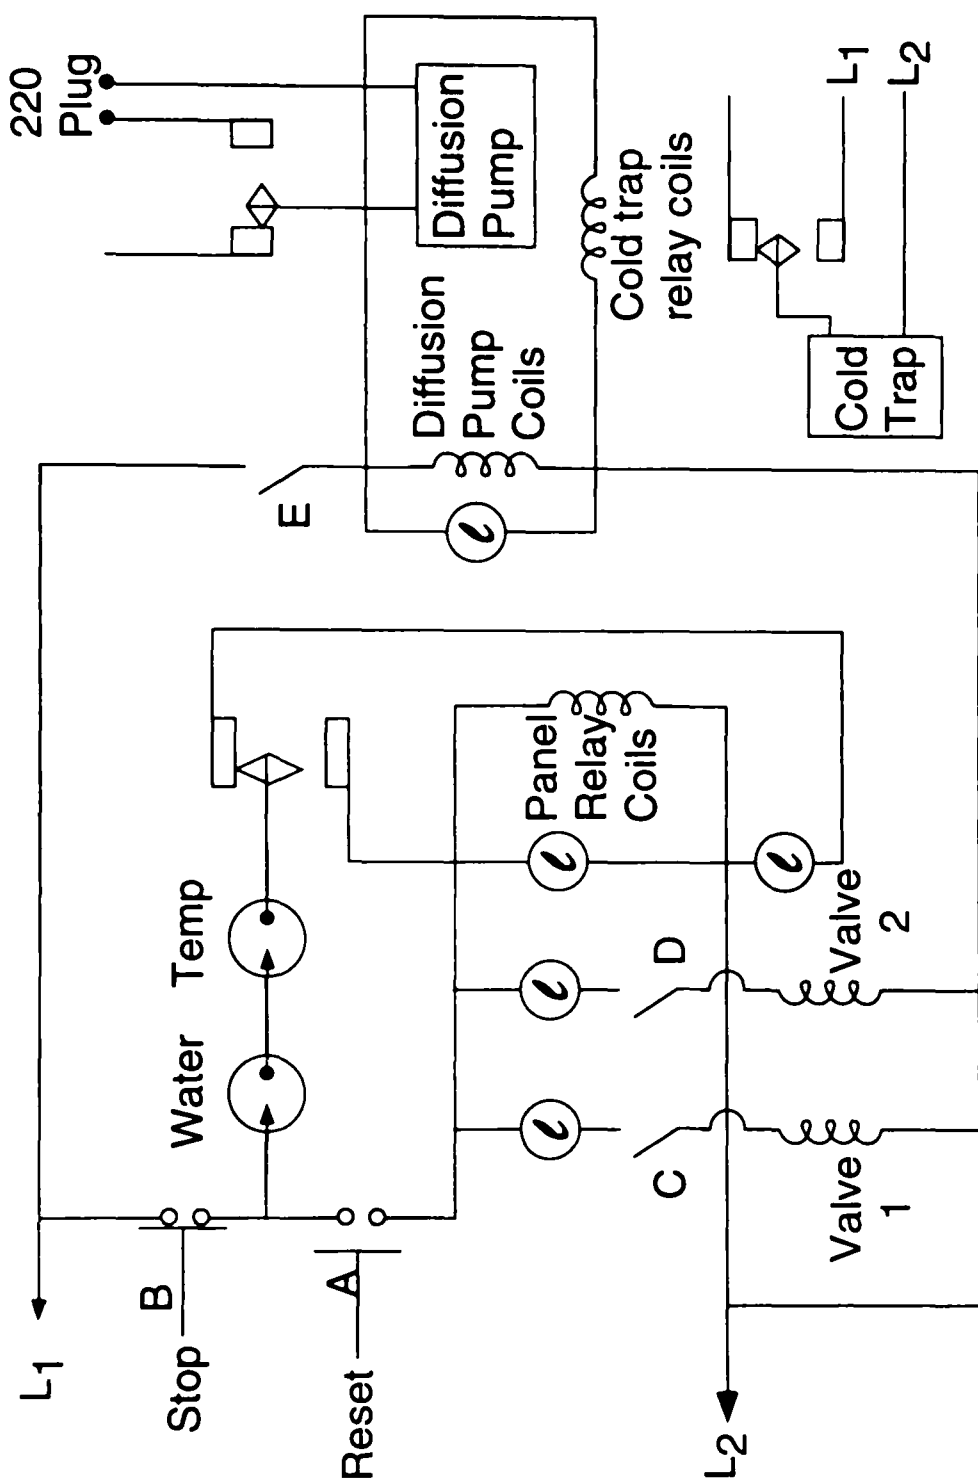 L1
Stop
B
Reset
A
L2
Water
Temp
C
D
Valve
1
Valve
2
ℓ
ℓ
ℓ
ℓ
ℓ
Panel
Relay
Coils
E
Diffusion
Pump
Coils
220
Plug
Diffusion
Pump
Cold trap
relay coils
Cold
Trap
L1
L2